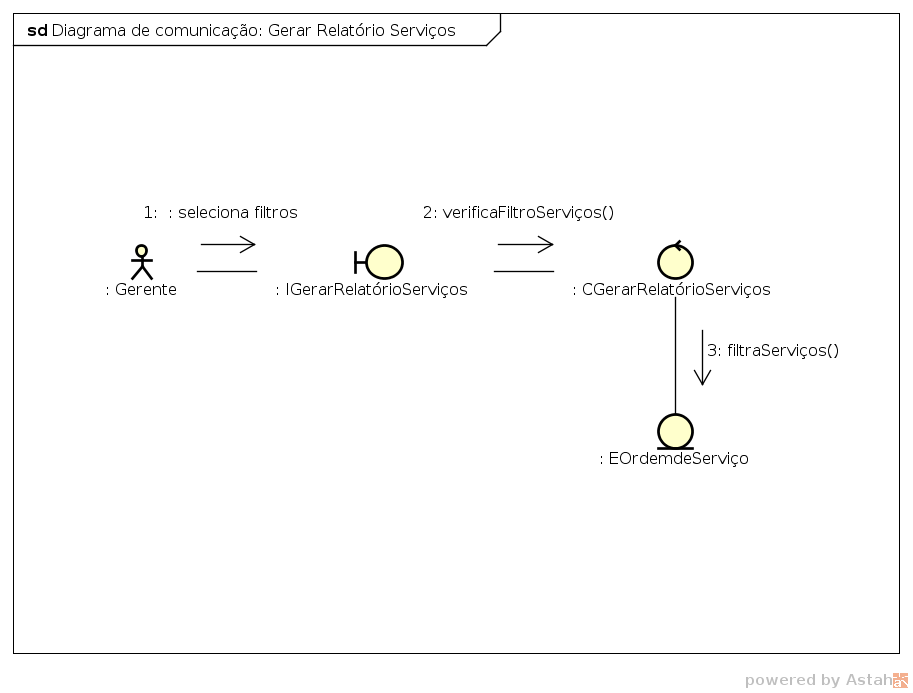 sd Diagrama de comunicação: Gerar Relatório Serviços
1:  : seleciona filtros
2: verificaFiltroServiços()
: Gerente
: IGerarRelatórioServiços
: CGerarRelatórioServiços
3: filtraServiços()
: EOrdemdeServiço
powered by Astah